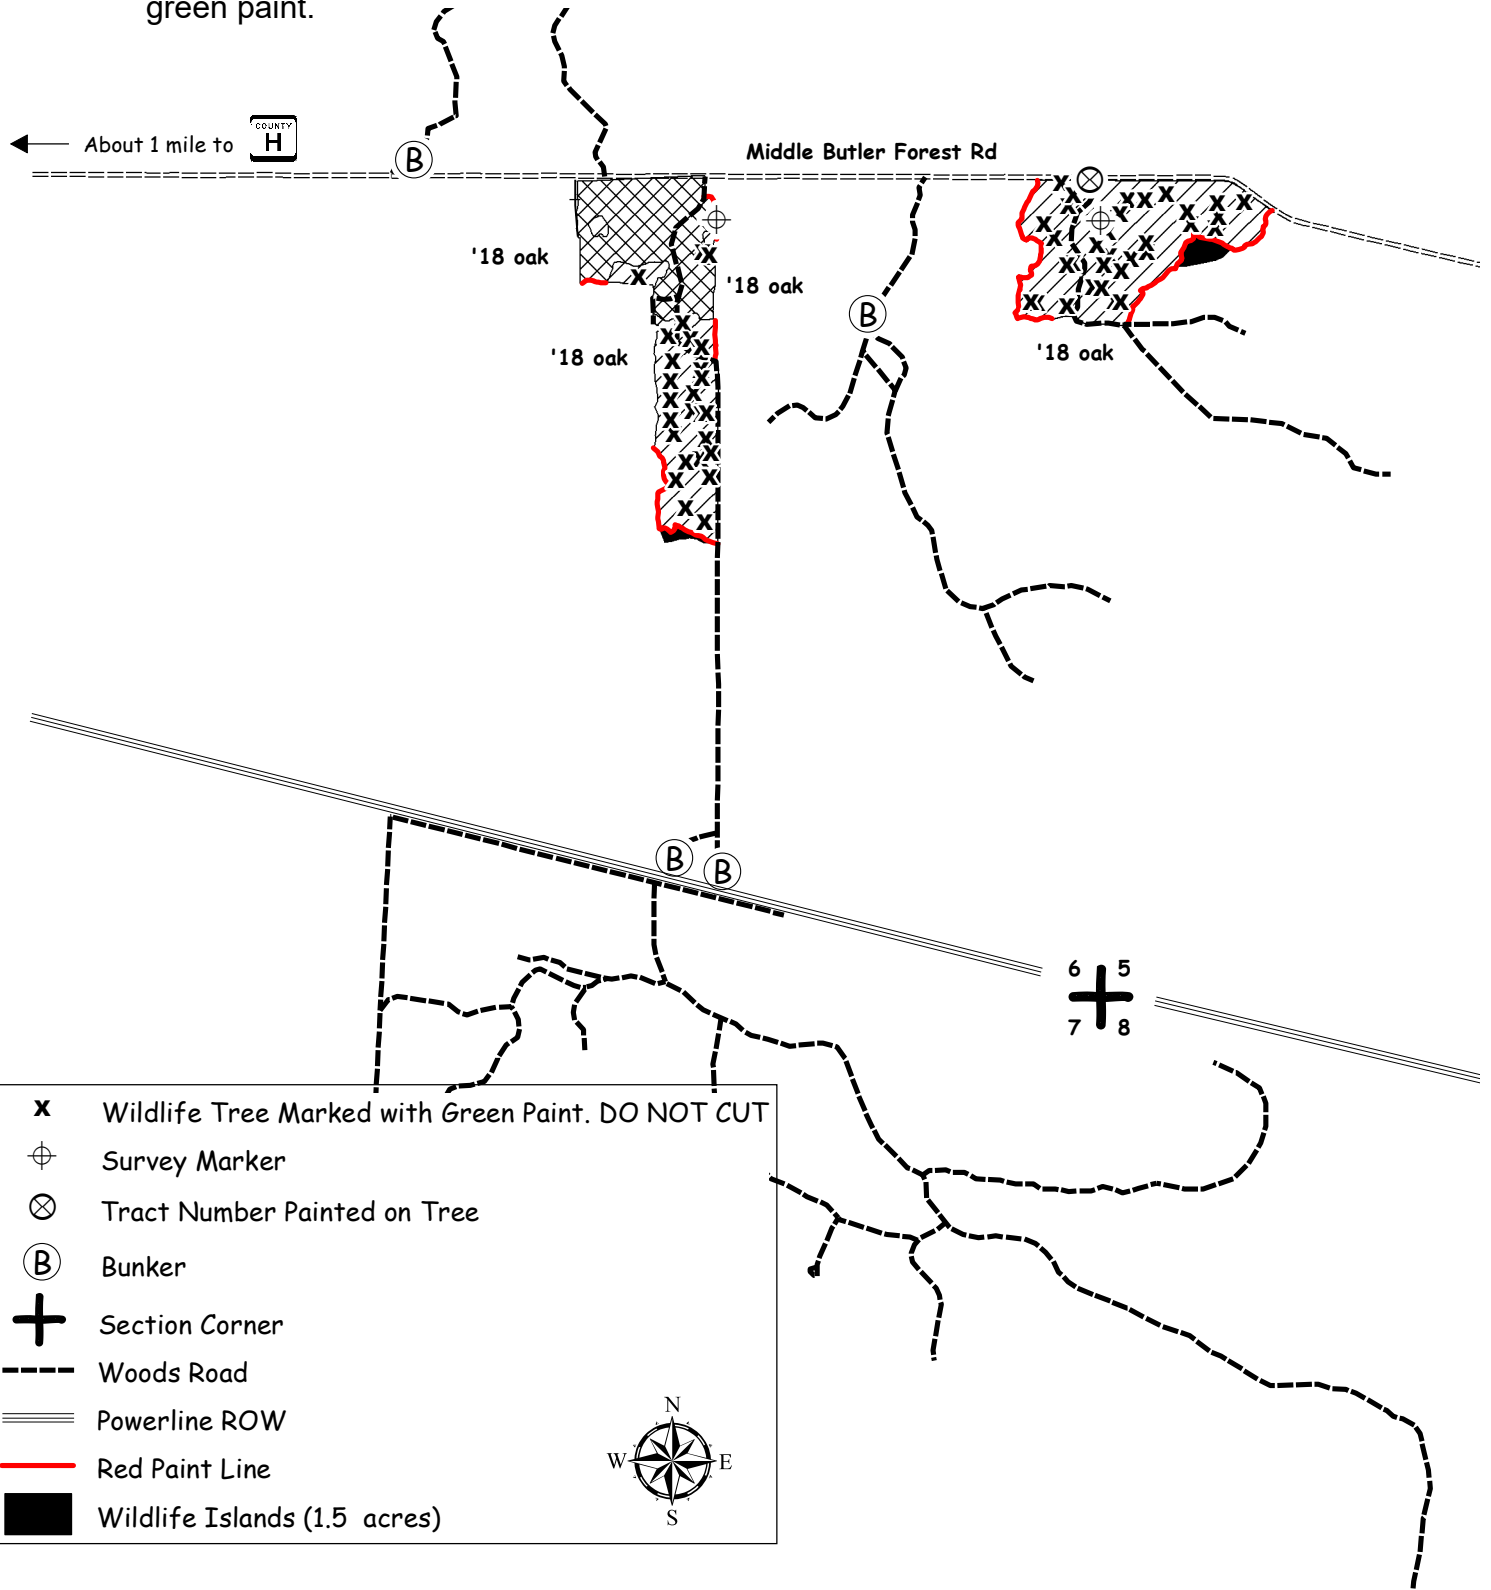 green paint.
About 1 mile to
COUNTY
H
B
Middle Butler Forest Rd
'18 oak
'18 oak
B
'18 oak
'18 oak
B
B
6 5
7 8
x Wildlife Tree Marked with Green Paint. DO NOT CUT
Survey Marker
Tract Number Painted on Tree
B Bunker
Section Corner
Woods Road
Powerline ROW
Red Paint Line
Wildlife Islands (1.5 acres)
N
W E
S